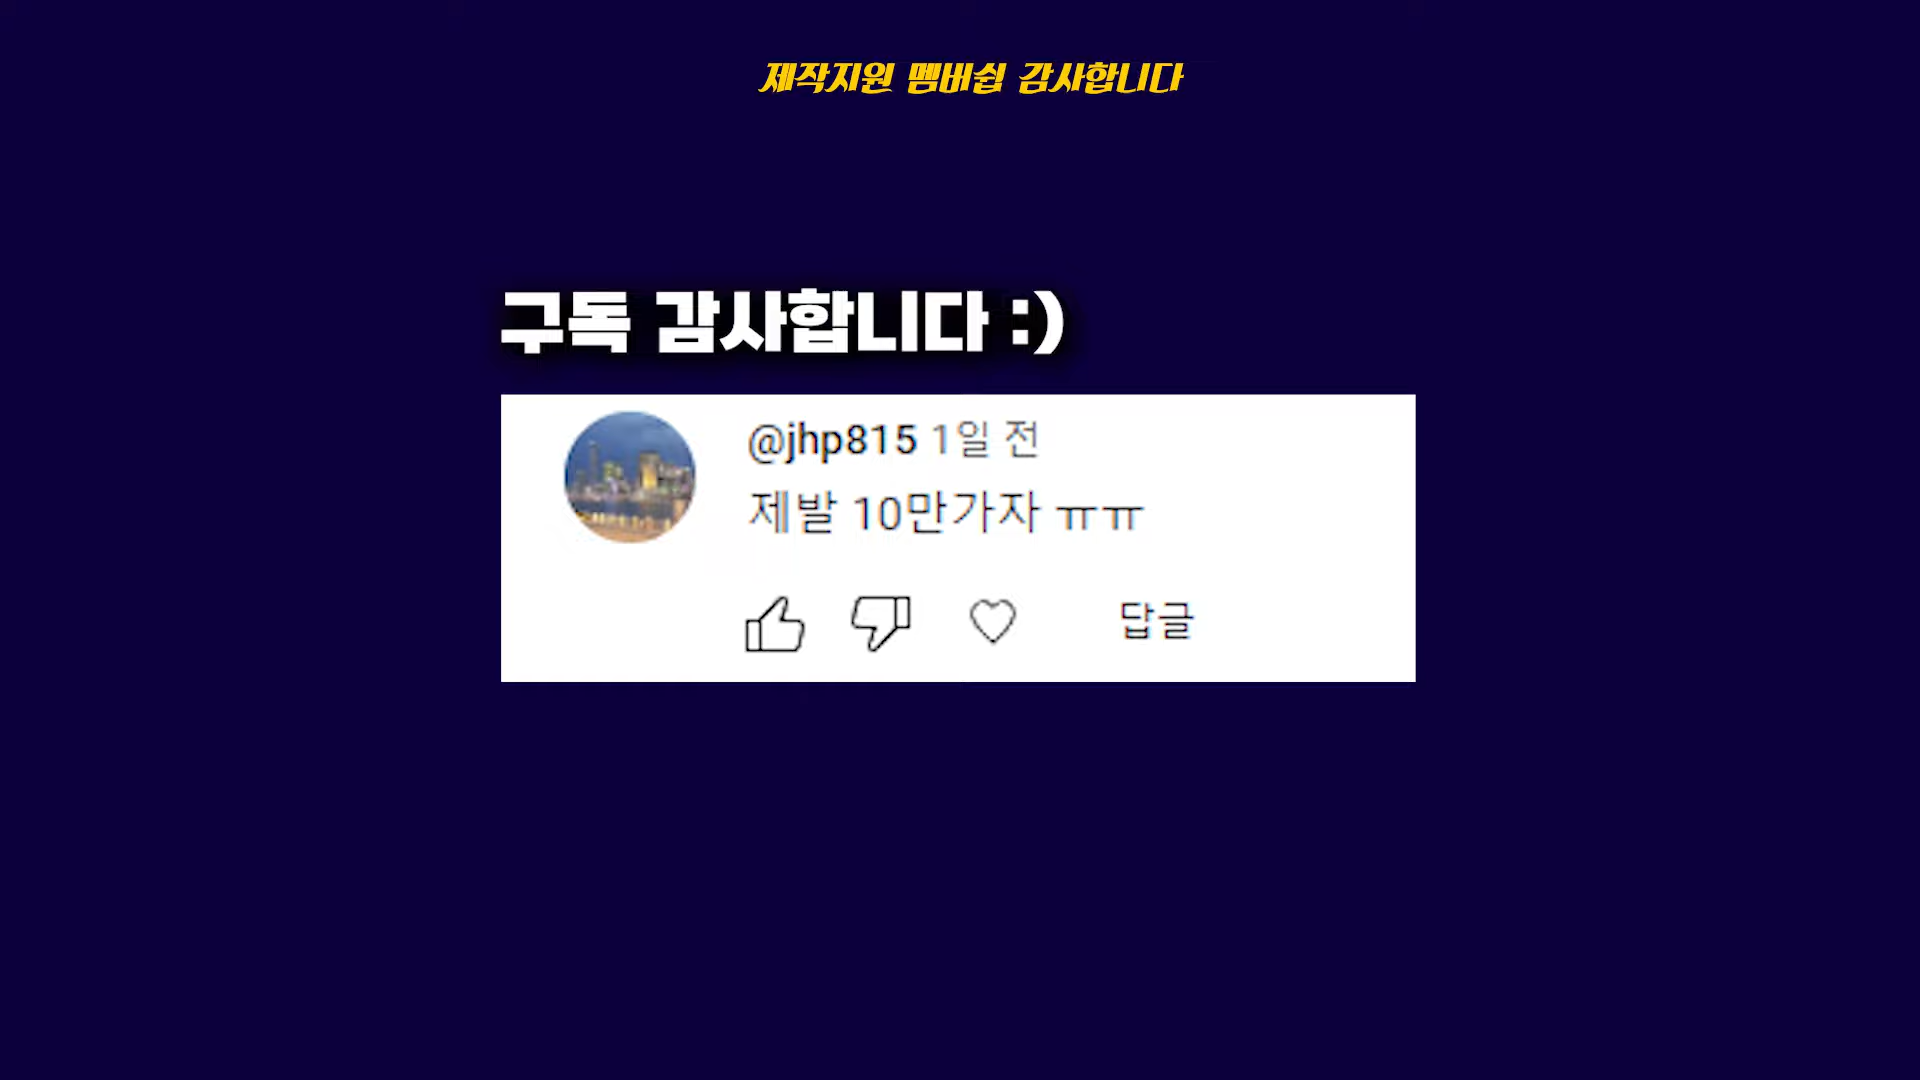 제작지원 멤버쉽 감사합니다
구독 감사합니다 :)
@jhp815 1일 전
제발 10만가자 ㅠㅠ
답글